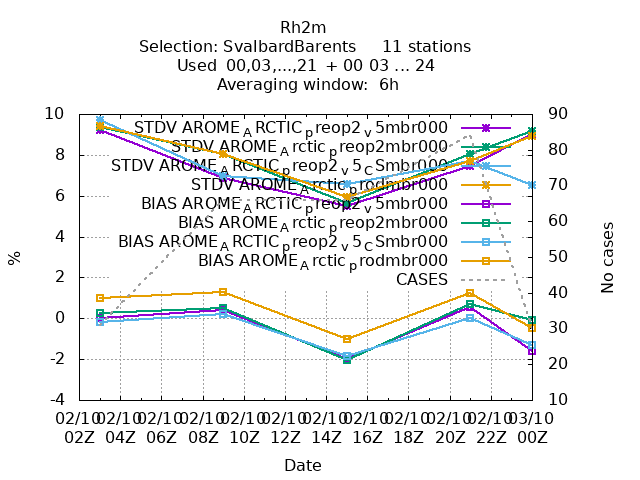 Rh2m
Selection: SvalbardBarents 11 stations
Used 00,03,...,21 + 00 03 ... 24
Averaging window: 6h
10 90
STDV AROME_ARCTIC_preop2_v5mbr000
STDV AROME_Arctic_preop2mbr000
8 80
STDV AROME_ARCTIC_preop2_v5_CSmbr000
STDV AROME_Arctic_prodmbr000
6 70
BIAS AROME_ARCTIC_preop2_v5mbr000
BIAS AROME_Arctic_preop2mbr000
4 60
BIAS AROME_ARCTIC_preop2_v5_CSmbr000
BIAS AROME_Arctic_prodmbr000
2 50
CASES
% No cases
0 40
-2 30
-4 20
10
02/10 02/10 02/10 02/10 02/10 02/10 02/10 02/10 02/10 02/10 02/10 03/10
02Z 04Z 06Z 08Z 10Z 12Z 14Z 16Z 18Z 20Z 22Z 00Z
Date